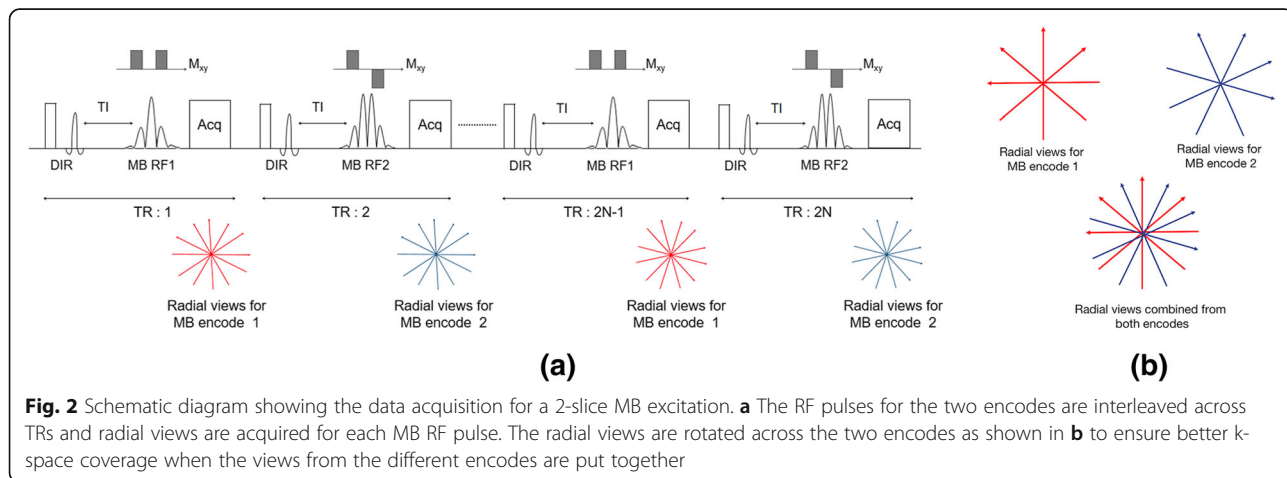 Mxy Mxy Mxy Mxy
TI TI TI TI
Acq Acq Acq Acq
DIR MB RF1 DIR MB RF2 DIR MB RF1 DIR MB RF2
TR : 1 TR : 2 TR : 2N-1 TR : 2N
Radial views for
MB encode 1
Radial views for
MB encode 2
Radial views for
MB encode 1
Radial views for
MB encode 2
(a)
Radial views for
MB encode 1
Radial views for
MB encode 2
Radial views combined from
both encodes
(b)
Fig. 2 Schematic diagram showing the data acquisition for a 2-slice MB excitation. a The RF pulses for the two encodes are interleaved across
TRs and radial views are acquired for each MB RF pulse. The radial views are rotated across the two encodes as shown in b to ensure better k-
space coverage when the views from the different encodes are put together